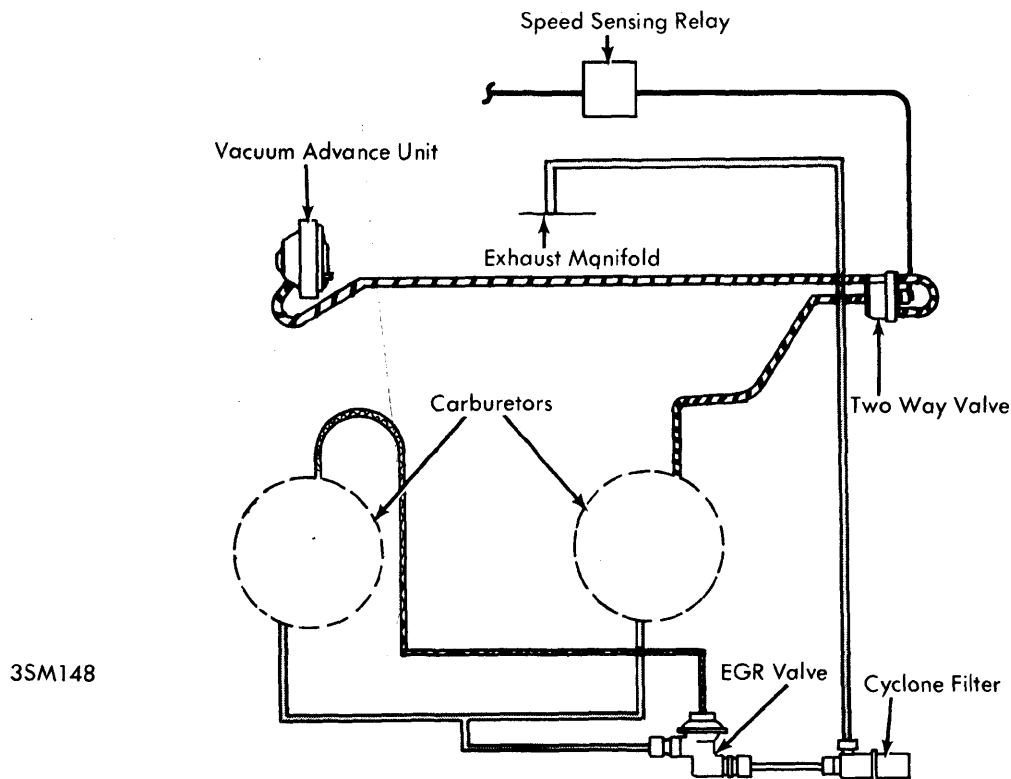 Speed Sensing Relay
Vacuum Advance Unit
Exhaust Manifold
Two Way Valve
Carburetors
3SM148
EGR Valve
Cyclone Filter